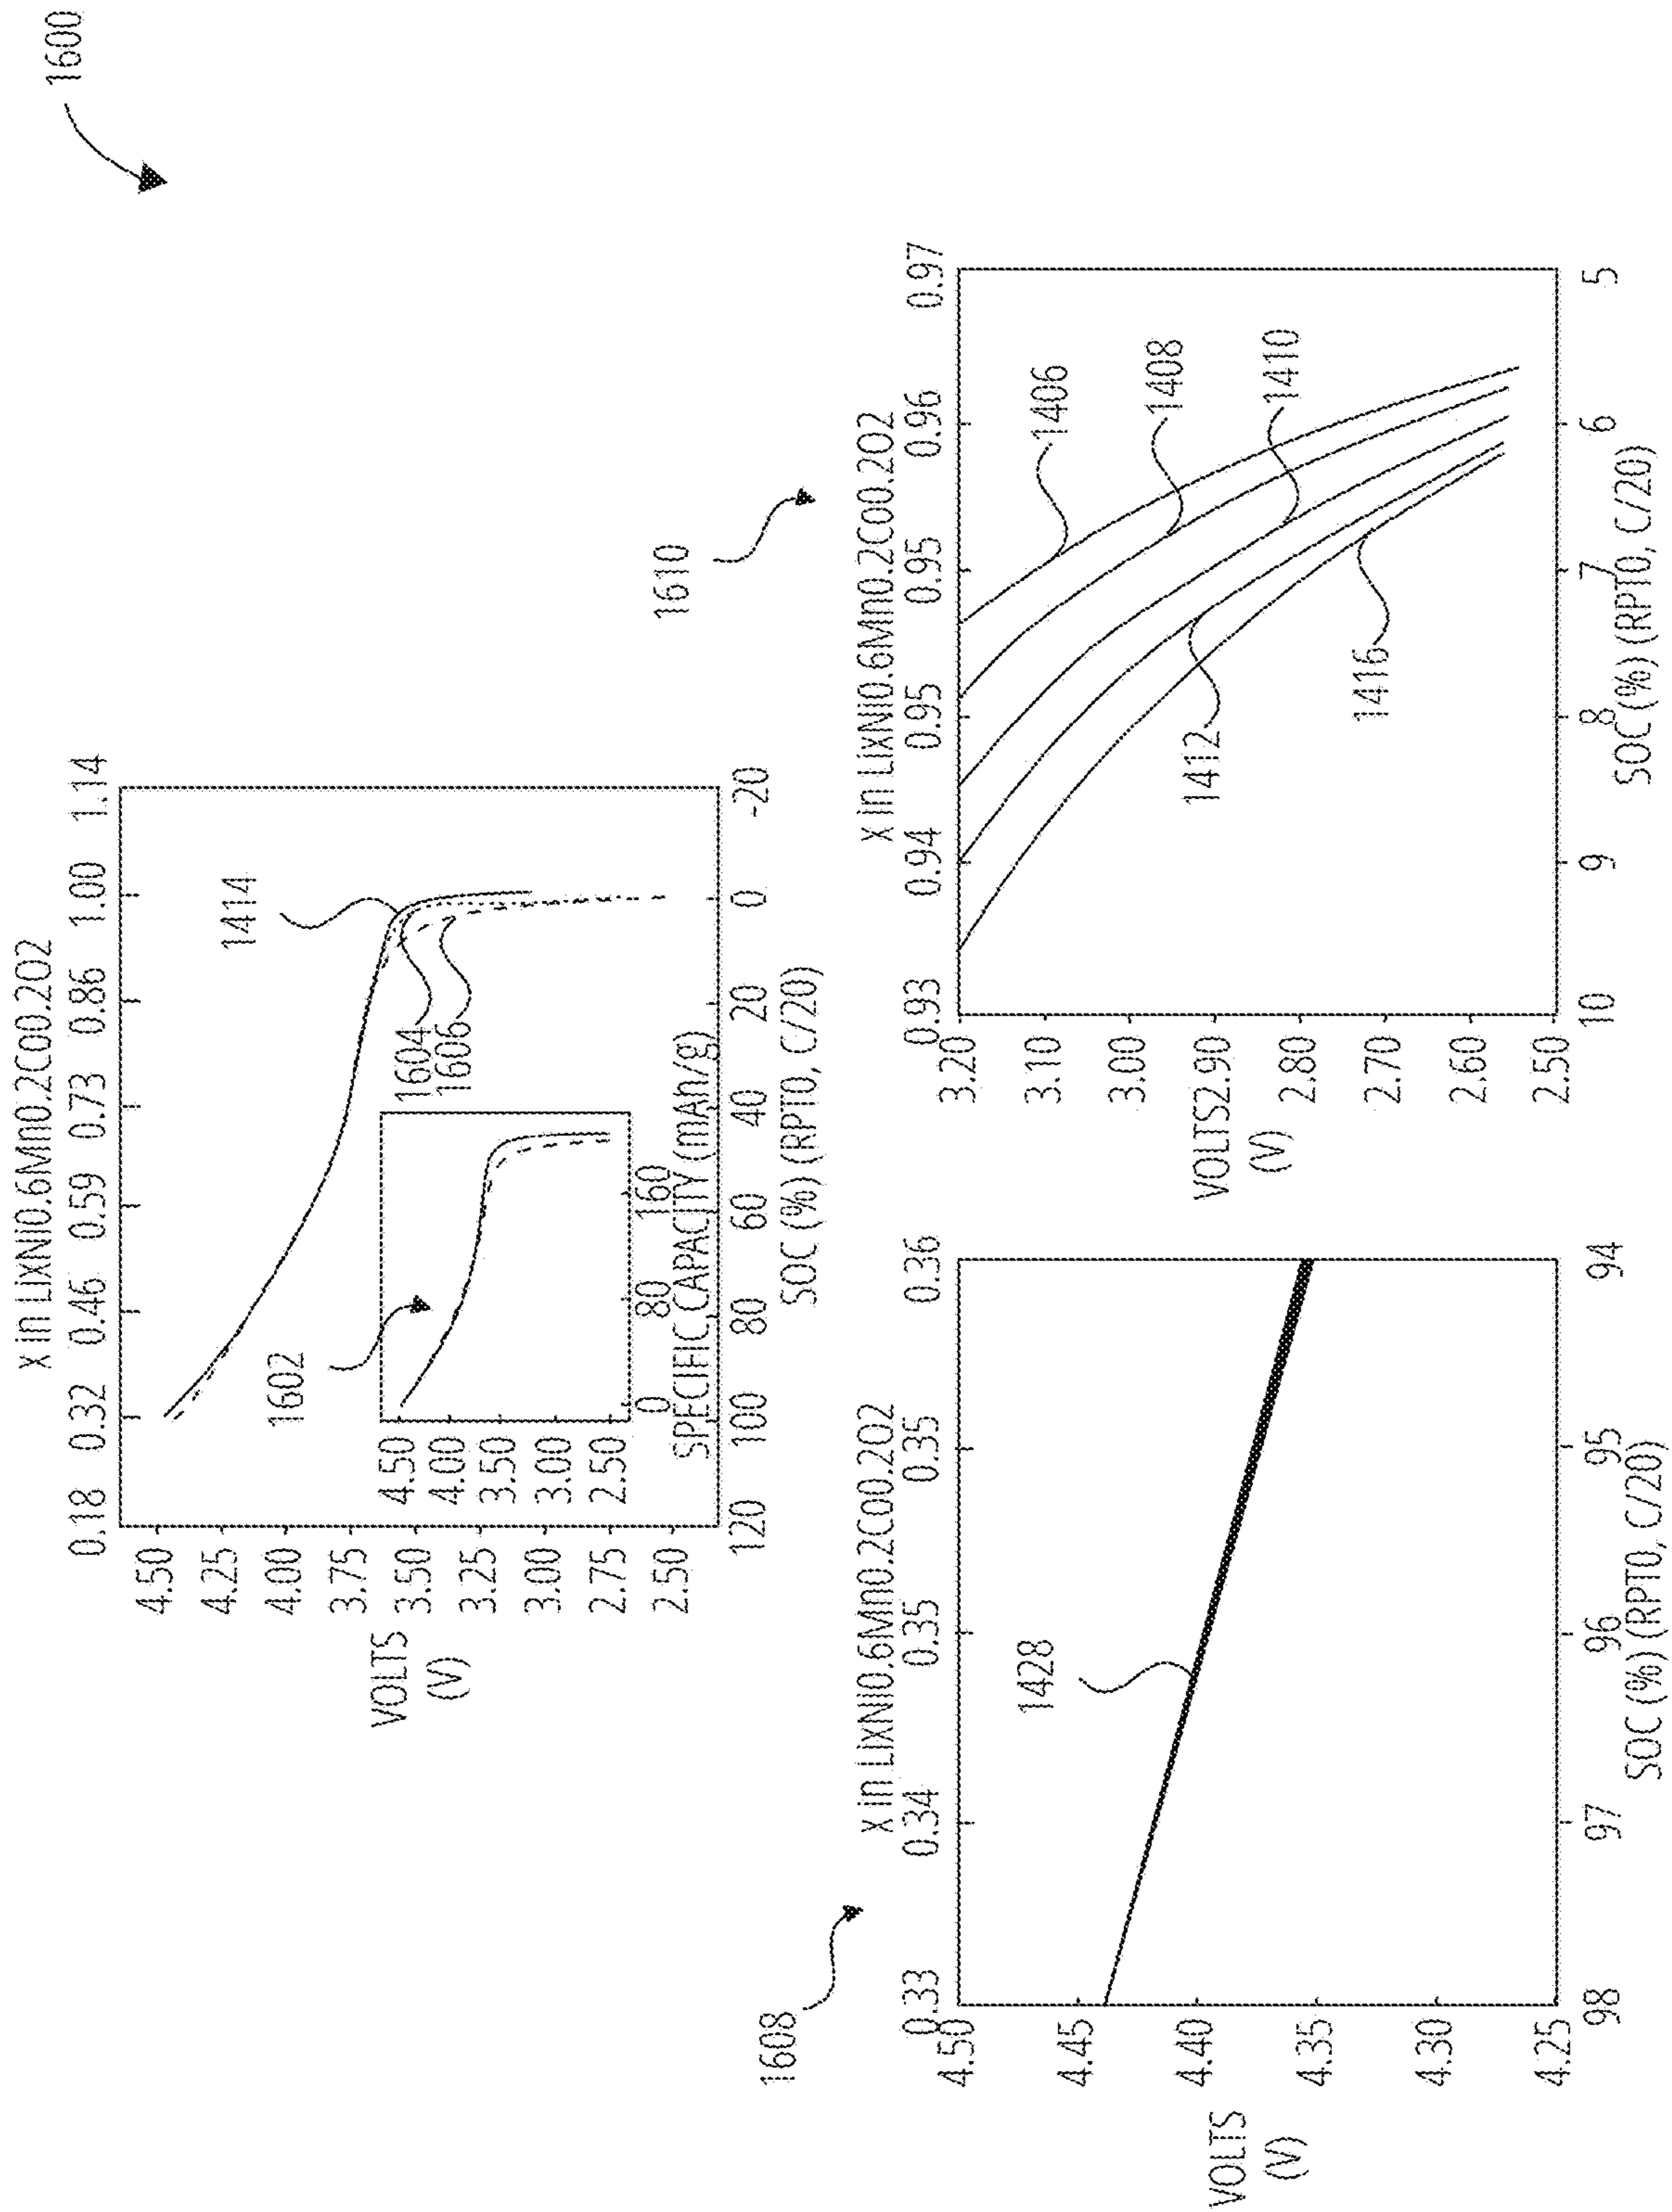 1600
X in LixNi0.6Mn0.2Co0.2O2
0.18 0.32 0.46 0.59 0.73 0.86 1.00 1.14
4.50
4.25
4.00
3.75
3.50
3.25
3.00
2.75
2.50
VOLTS
(V)
1414
1602
1604
1606
4.50
4.00
3.50
3.00
2.50
0 80 160
SPECIFIC CAPACITY (mAh/g)
120 100 80 60 40 20 0 -20
SOC (%) (RPT0, C/20)
1608
X in LixNi0.6Mn0.2Co0.2O2
0.33 0.34 0.35 0.35 0.36
4.50
4.45
4.40
4.35
4.30
4.25
VOLTS
(V)
1428
98 97 96 95 94
SOC (%) (RPT0, C/20)
1610
X in LixNi0.6Mn0.2Co0.2O2
0.93 0.94 0.95 0.95 0.96 0.97
3.20
3.10
3.00
VOLTS2.90
(V)
2.80
2.70
2.60
2.50
1406
1408
1410
1412
1416
10 9 8 7 6 5
SOC (%) (RPT0, C/20)